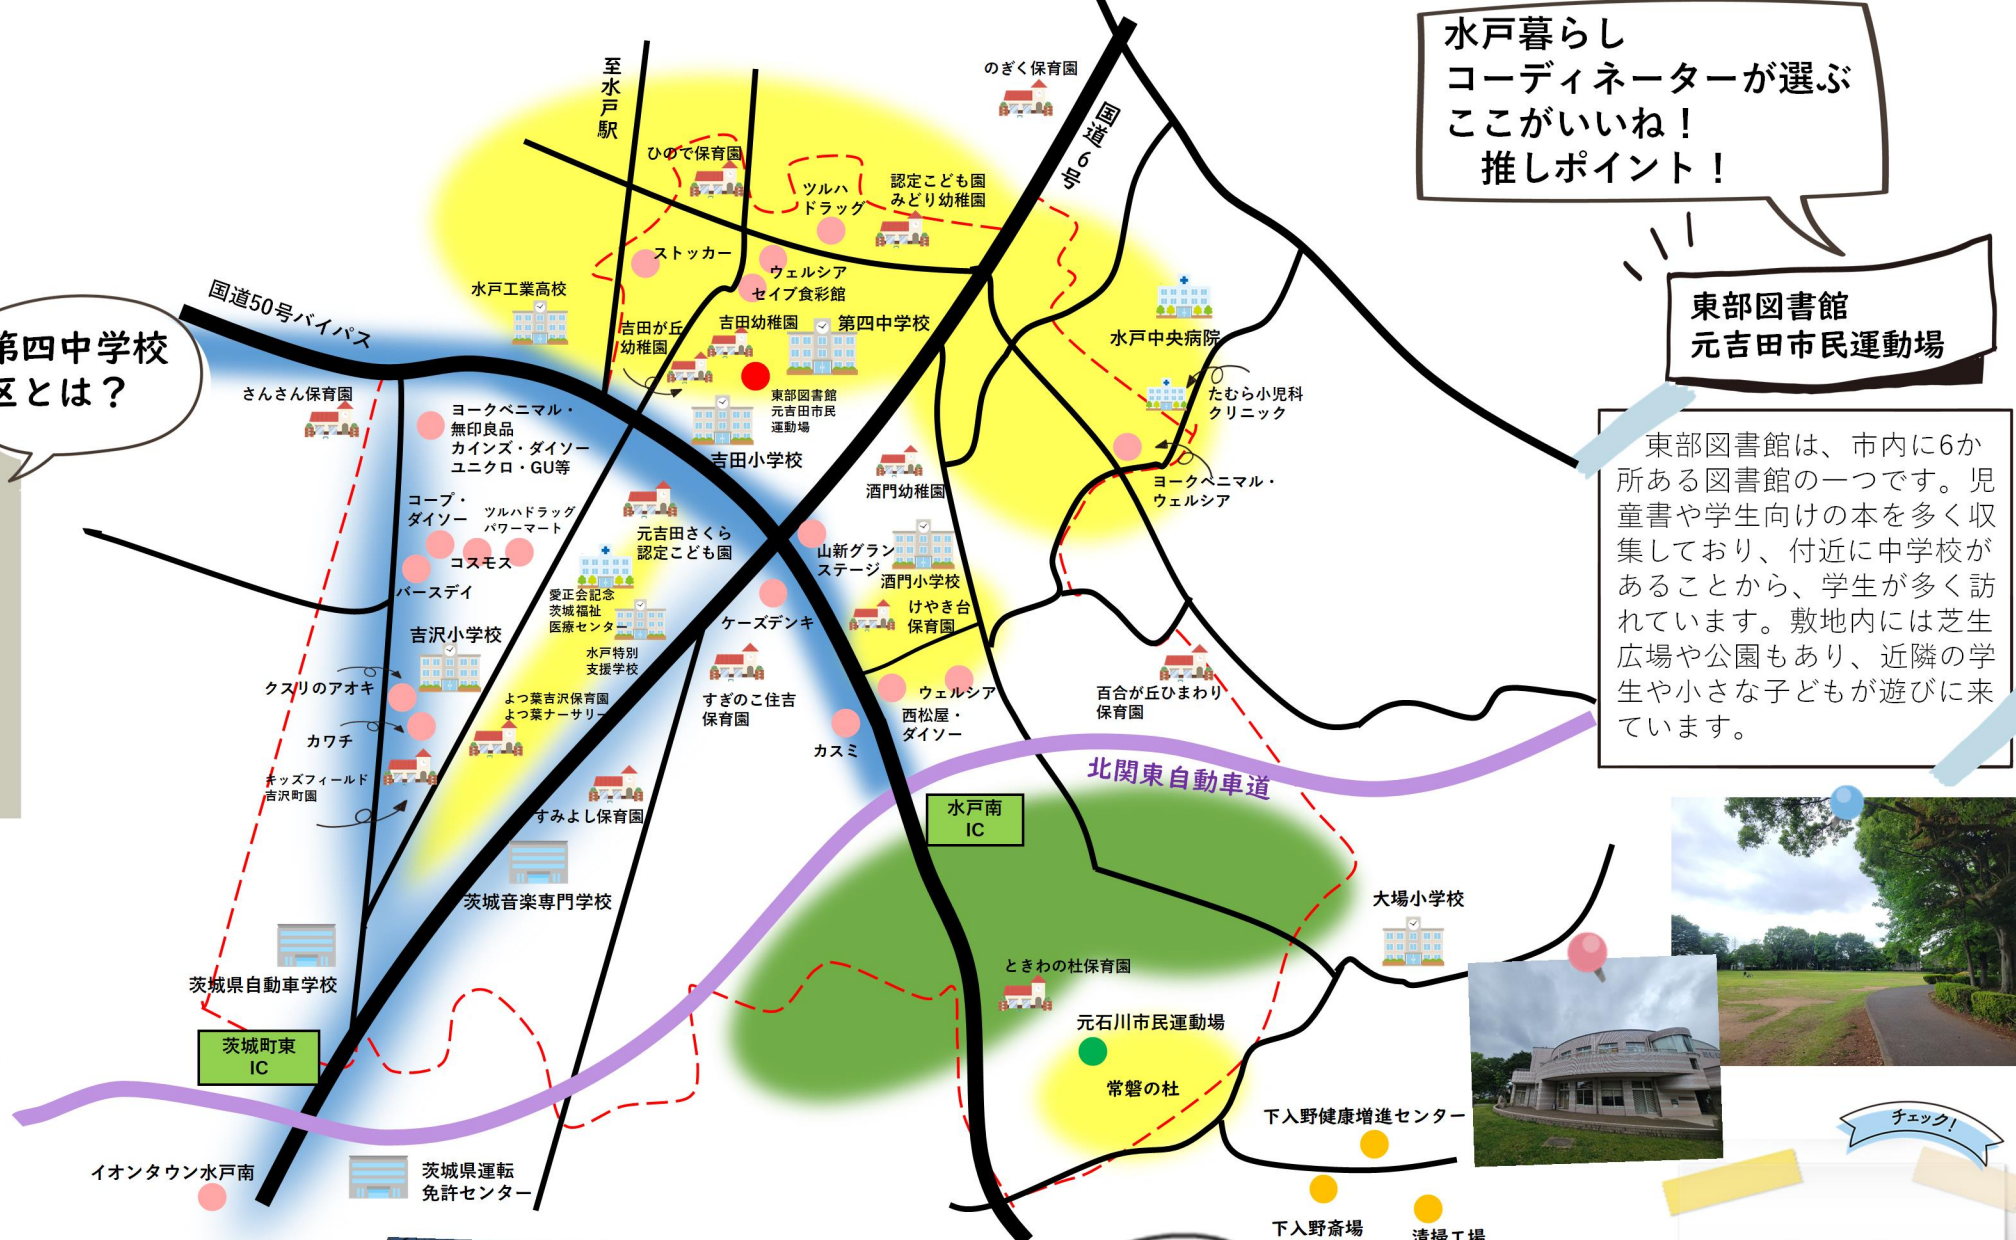 水戸暮らし
コーディネーターが選ぶ
ここがいいね！
推しポイント！
東部図書館
元吉田市民運動場
東部図書館は、市内に6か
所ある図書館の一つです。児
童書や学生向けの本を多く収
集しており、付近に中学校が
あることから、学生が多く訪
れています。敷地内には芝生
広場や公園もあり、近隣の学
生や小さな子どもが遊びに来
ています。
チェック！
第四中学校
区とは？
至水戸駅
のぎく保育園
国道6号
ひので保育園
ツルハ
ドラッグ
認定こども園
みどり幼稚園
ストッカー
ウェルシア
セイブ食彩館
水戸工業高校
国道50号バイパス
吉田が丘
幼稚園
吉田幼稚園
第四中学校
水戸中央病院
さんさん保育園
ヨークベニマル・
無印良品
カインズ・ダイソー
ユニクロ・GU等
東部図書館
元吉田市民
運動場
たむら小児科
クリニック
吉田小学校
酒門幼稚園
ヨークベニマル・
ウェルシア
コープ・
ダイソー
ツルハドラッグ
パワーマート
コスモス
バースデイ
元吉田さくら
認定こども園
山新グラン
ステージ
酒門小学校
愛正会記念
茨城福祉
医療センター
ケーズデンキ
けやき台
保育園
吉沢小学校
水戸特別
支援学校
クスリのアオキ
よつ葉吉沢保育園
よつ葉ナーサリー
すぎのこ住吉
保育園
ウェルシア
西松屋・
ダイソー
百合が丘ひまわり
保育園
カワチ
カスミ
キッズフィールド
吉沢町園
すみよし保育園
北関東自動車道
水戸南
IC
茨城音楽専門学校
大場小学校
茨城県自動車学校
ときわの杜保育園
元石川市民運動場
茨城町東
IC
常磐の杜
下入野健康増進センター
イオンタウン水戸南
茨城県運転
免許センター
下入野斎場
清掃工場